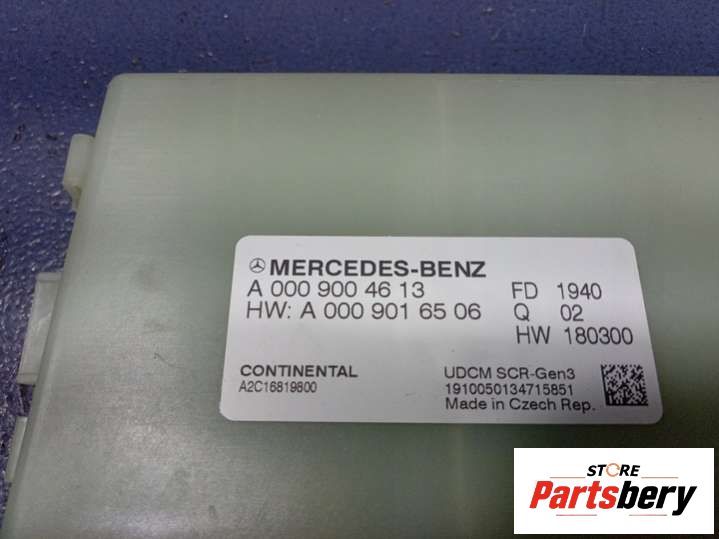 MERCEDES-BENZ
A 000 900 46 13
HW: A 000 901 65 06
FD 1940
Q 02
HW 180300
CONTINENTAL
A2C16819800
UDCM SCR-Gen3
1910050134715851
Made in Czech Rep.
STORE
Partsbery